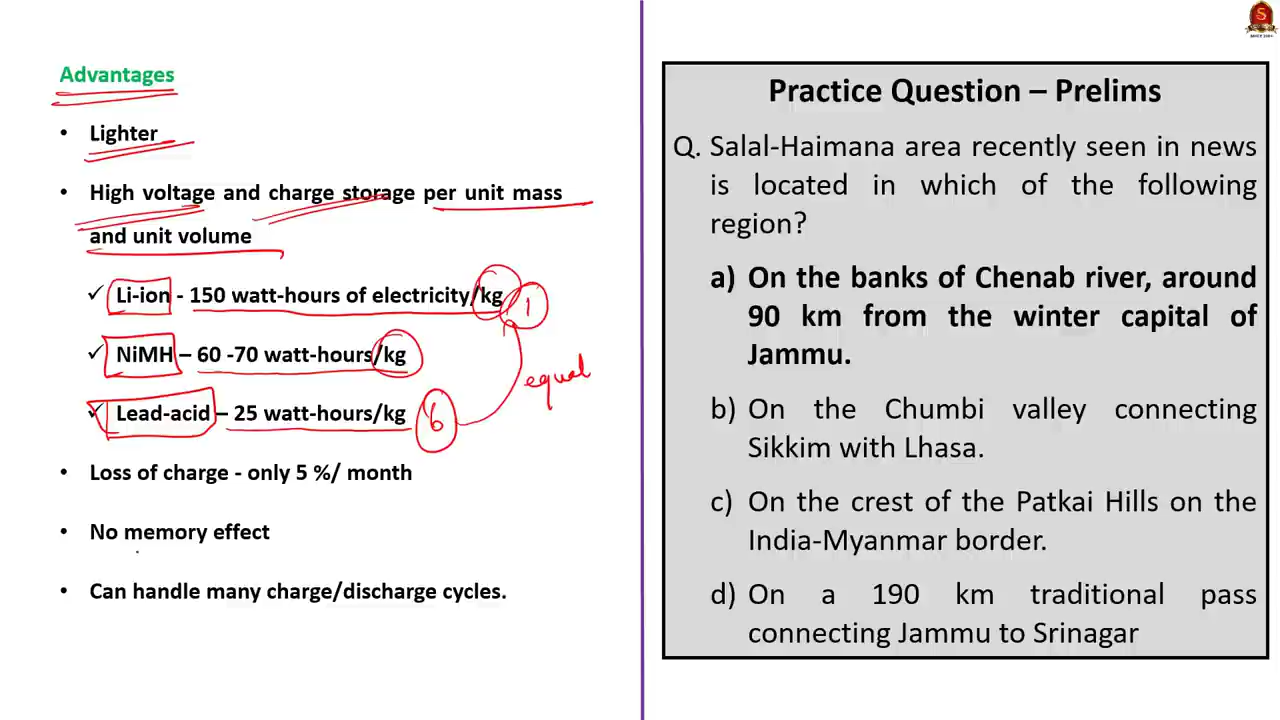 Advantages
• Lighter
• High voltage and charge storage per unit mass
and unit volume
✓ Li-ion - 150 watt-hours of electricity/kg
1
✓ NiMH – 60 -70 watt-hours/kg
equal
✓ Lead-acid – 25 watt-hours/kg
6
• Loss of charge - only 5 %/ month
• No memory effect
• Can handle many charge/discharge cycles.
S
Practice Question – Prelims
Q. Salal-Haimana area recently seen in news
is located in which of the following
region?
a) On the banks of Chenab river, around
90 km from the winter capital of
Jammu.
b) On the Chumbi valley connecting
Sikkim with Lhasa.
c) On the crest of the Patkai Hills on the
India-Myanmar border.
d) On a 190 km traditional pass
connecting Jammu to Srinagar